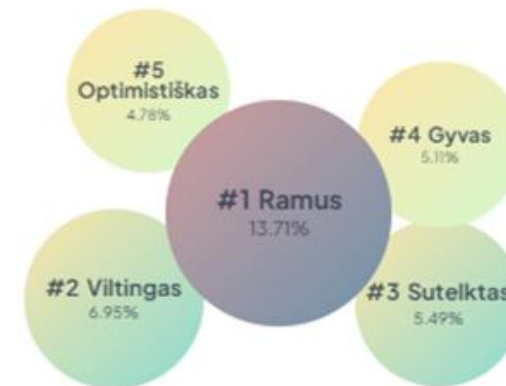 #5
Optimistiškas
4.78%
#4 Gyvas
5.11%
#1 Ramus
13.71%
#2 Viltingas
6.95%
#3 Sutelktas
5.49%